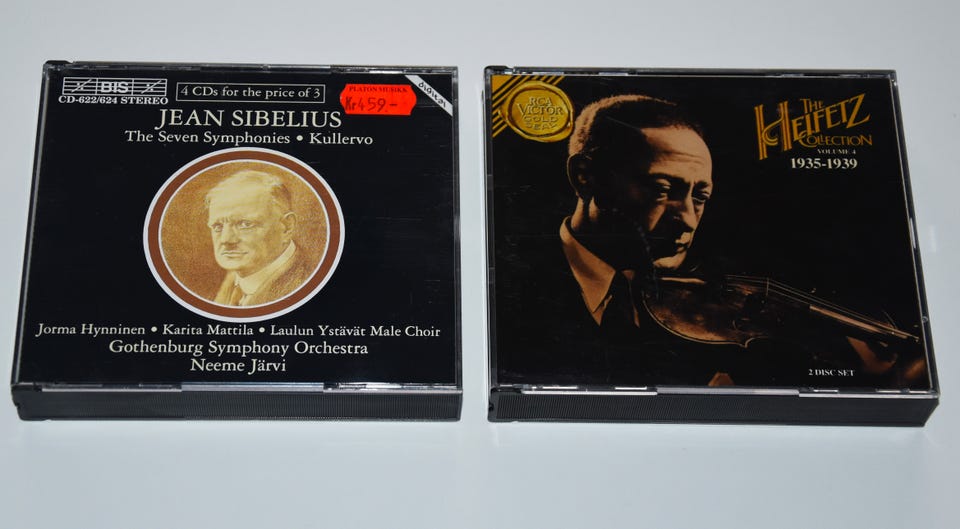 BIS
CD-622/624 STEREO
4 CDs for the price of 3
PLATON MUSIKK
Kr 459.-
Digital
JEAN SIBELIUS
The Seven Symphonies • Kullervo
Jorma Hynninen • Karita Mattila • Laulun Ystävät Male Choir
Gothenburg Symphony Orchestra
Neeme Järvi
RCA
VICTOR
GOLD
SEAL
THE
HEIFETZ
COLLECTION
VOLUME 4
1935-1939
2 DISC SET